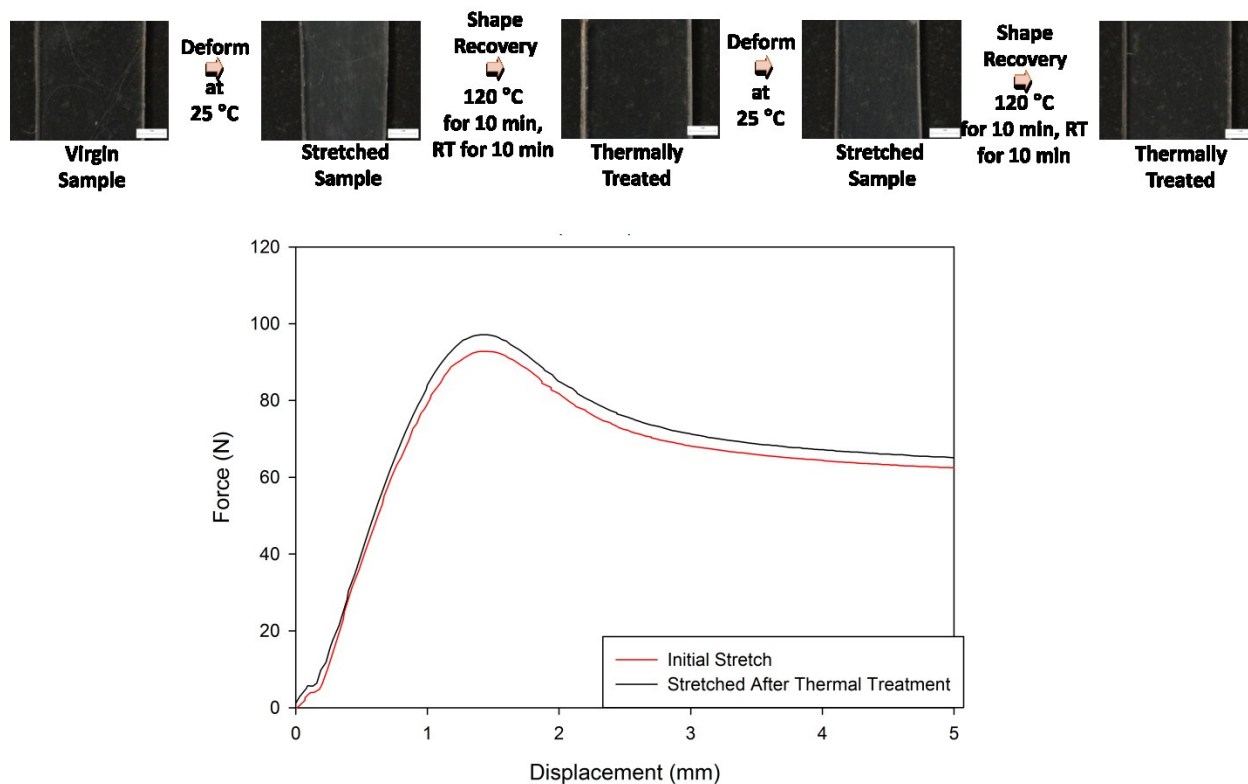 Virgin
Sample
Deform
at
25 °C
Stretched
Sample
Shape
Recovery
120 °C
for 10 min,
RT for 10 min
Thermally
Treated
Deform
at
25 °C
Stretched
Sample
Shape
Recovery
120 °C
for 10 min, RT
for 10 min
Thermally
Treated
120
100
80
60
40
20
0
Force (N)
Initial Stretch
Stretched After Thermal Treatment
0 1 2 3 4 5
Displacement (mm)